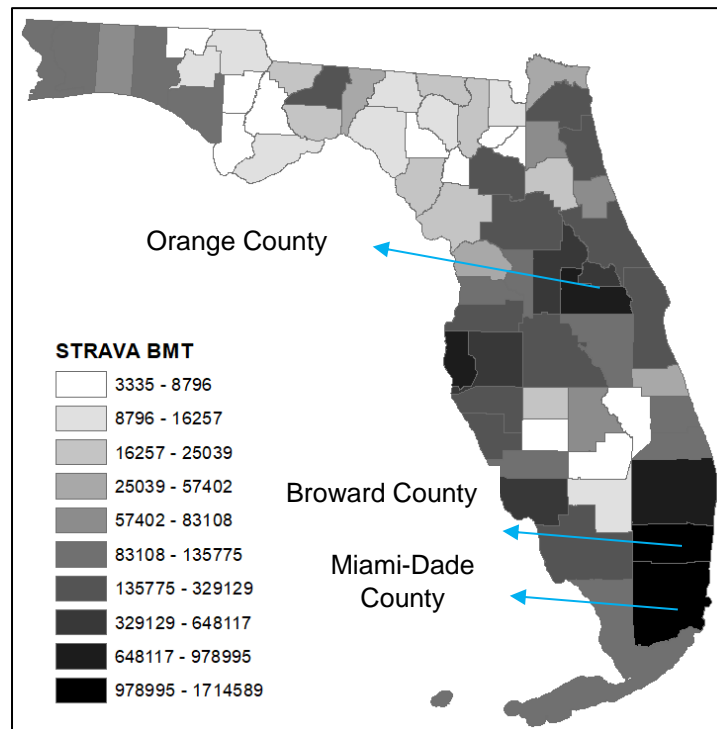 Orange County
STRAVA BMT
3335 - 8796
8796 - 16257
16257 - 25039
25039 - 57402
57402 - 83108
83108 - 135775
135775 - 329129
329129 - 648117
648117 - 978995
978995 - 1714589
Broward County
Miami-Dade
County